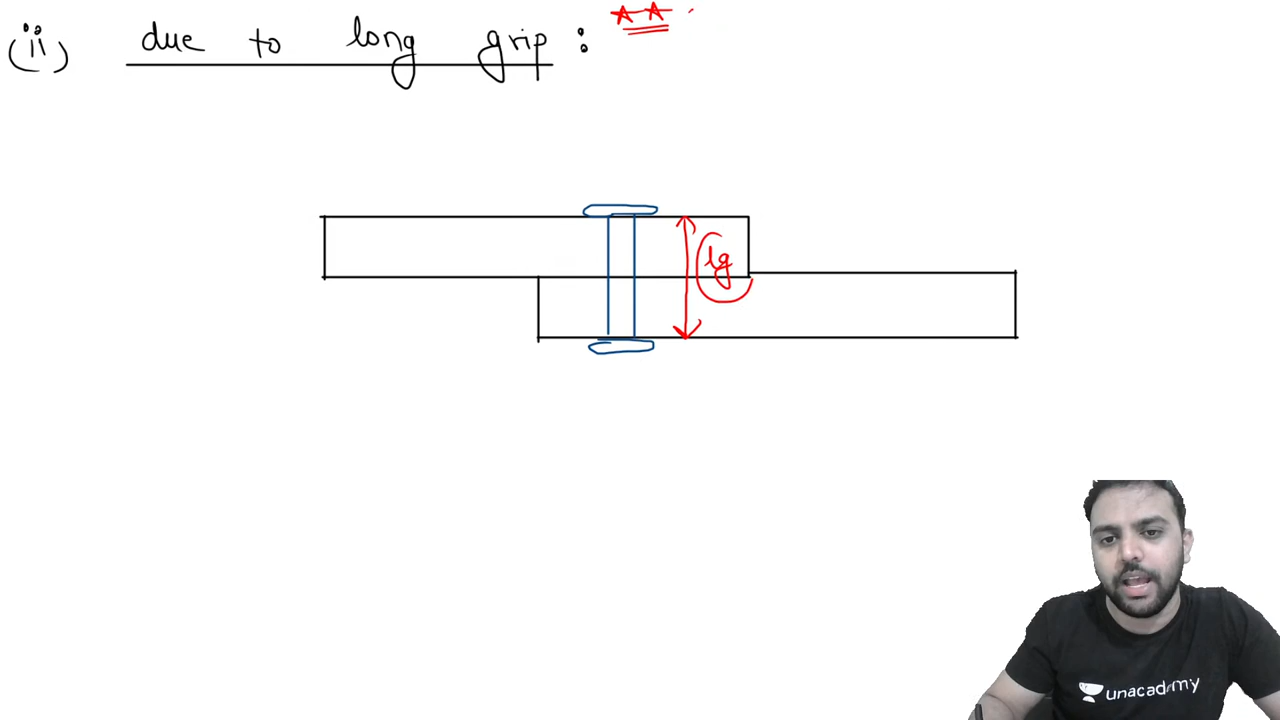 (ii) due to long grip :
lg
unacademy